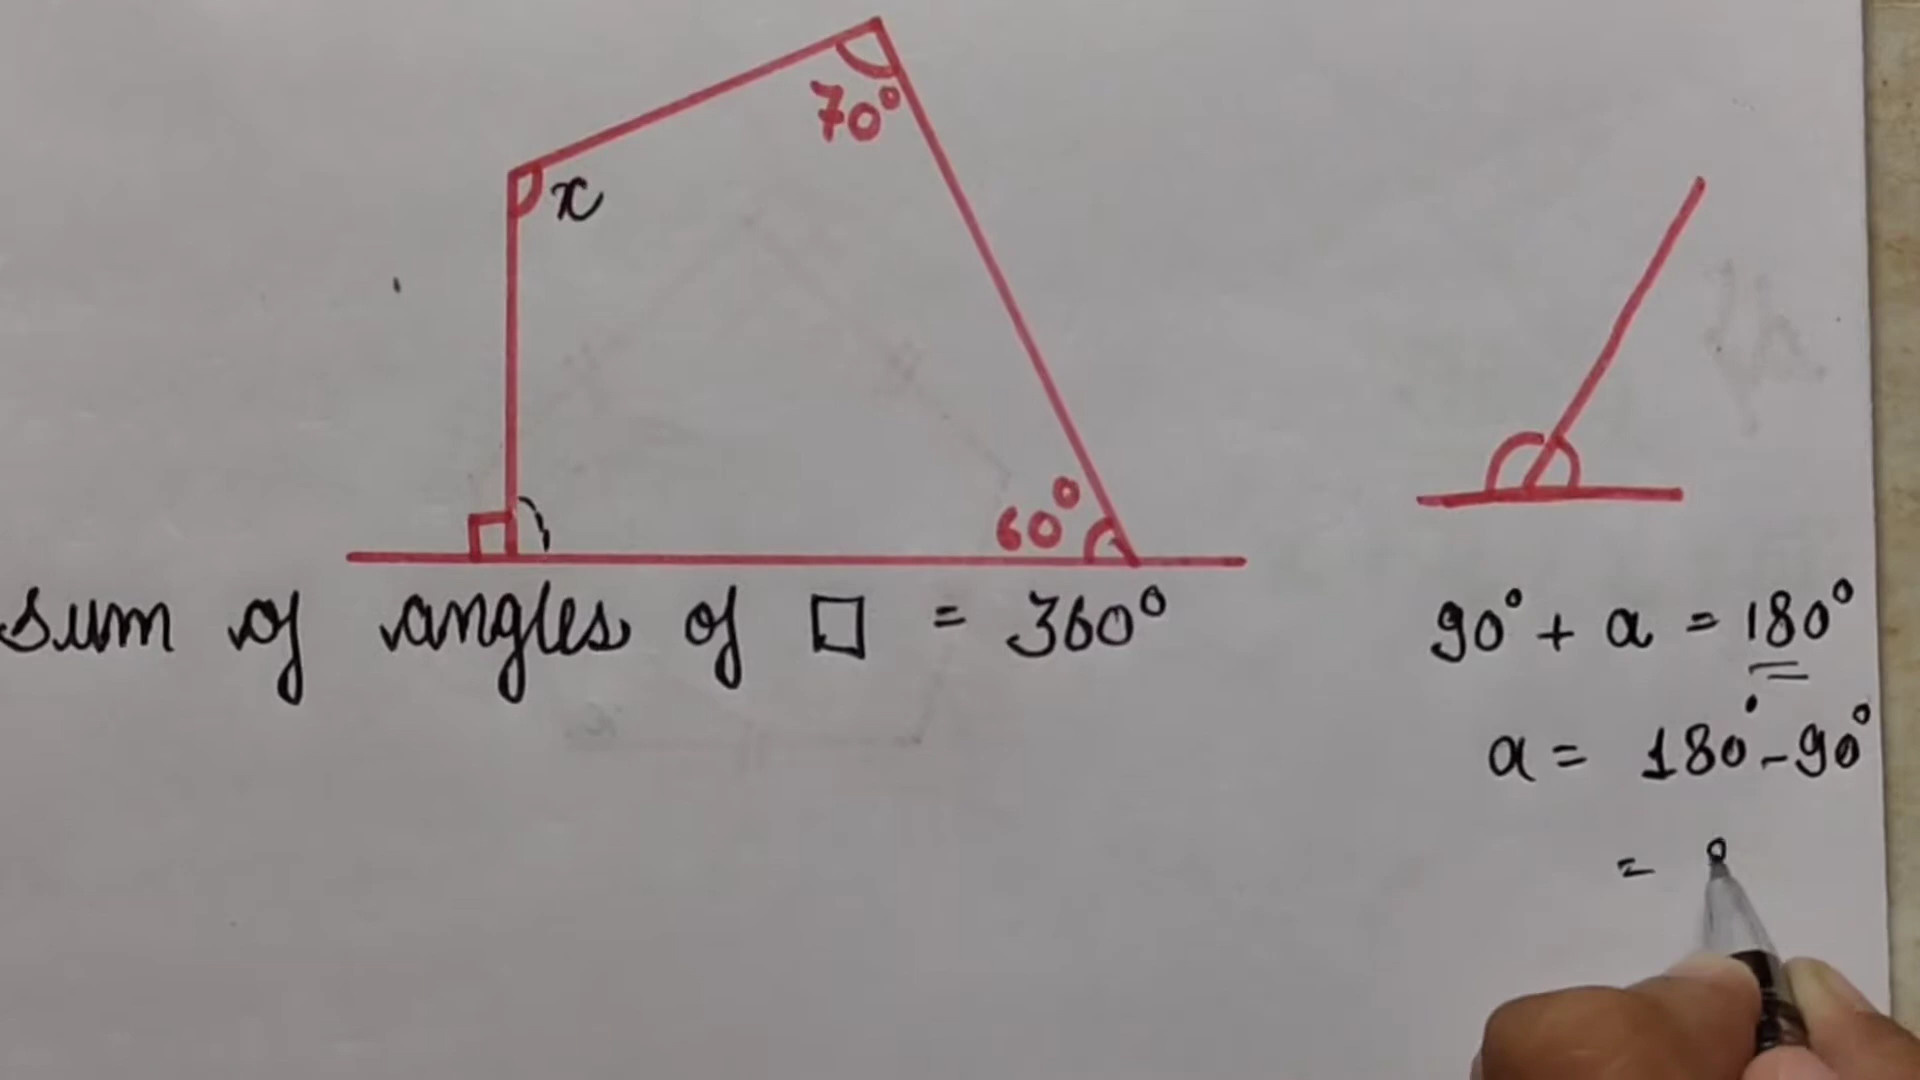 70°
x
60°
sum of angles of □ = 360°
90° + a = 180°
a = 180° - 90°
=